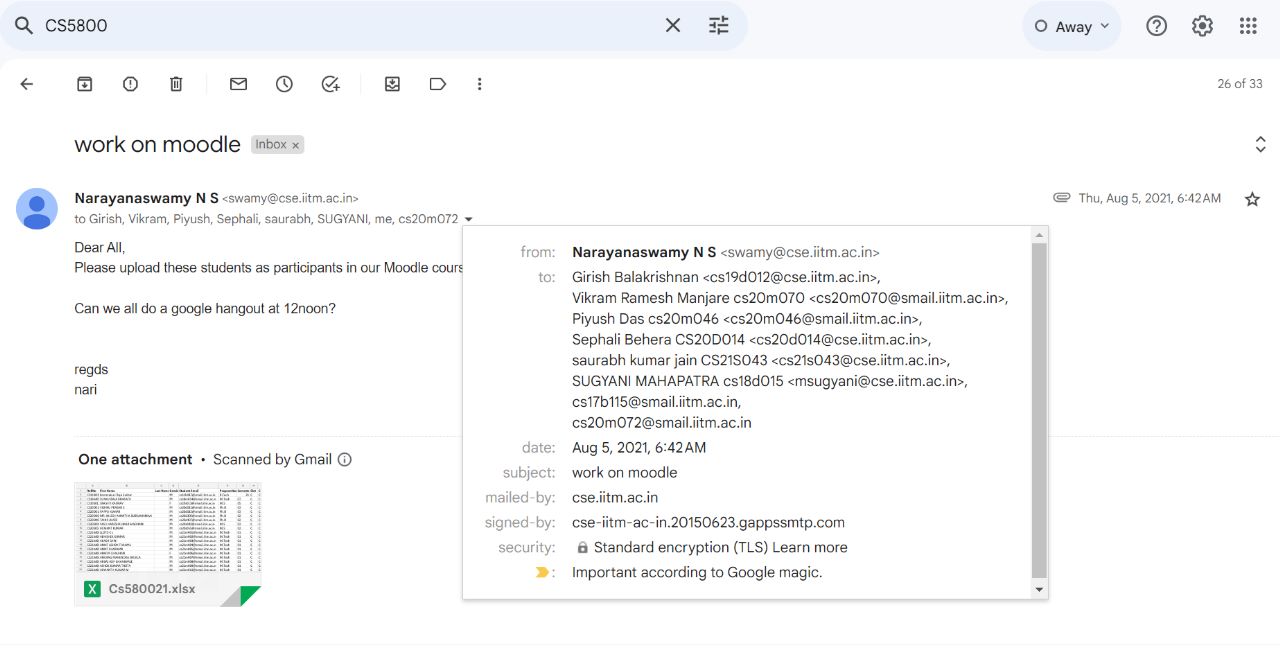 CS5800
Away
26 of 33
work on moodle
Inbox x
Narayanaswamy N S <swamy@cse.iitm.ac.in>
Thu, Aug 5, 2021, 6:42 AM
to Girish, Vikram, Piyush, Sephali, saurabh, SUGYANI, me, cs20m072
Dear All,
Please upload these students as participants in our Moodle cours
Can we all do a google hangout at 12noon?
regds
nari
from: Narayanaswamy N S <swamy@cse.iitm.ac.in>
to: Girish Balakrishnan <cs19d012@cse.iitm.ac.in>,
Vikram Ramesh Manjare cs20m070 <cs20m070@smail.iitm.ac.in>,
Piyush Das cs20m046 <cs20m046@smail.iitm.ac.in>,
Sephali Behera CS20D014 <cs20d014@cse.iitm.ac.in>,
saurabh kumar jain CS21S043 <cs21s043@cse.iitm.ac.in>,
SUGYANI MAHAPATRA cs18d015 <msugyani@cse.iitm.ac.in>,
cs17b115@smail.iitm.ac.in,
cs20m072@smail.iitm.ac.in
date: Aug 5, 2021, 6:42 AM
subject: work on moodle
mailed-by: cse.iitm.ac.in
signed-by: cse-iitm-ac-in.20150623.gappssmtp.com
security: Standard encryption (TLS) Learn more
: Important according to Google magic.
One attachment • Scanned by Gmail
X Cs580021.xlsx